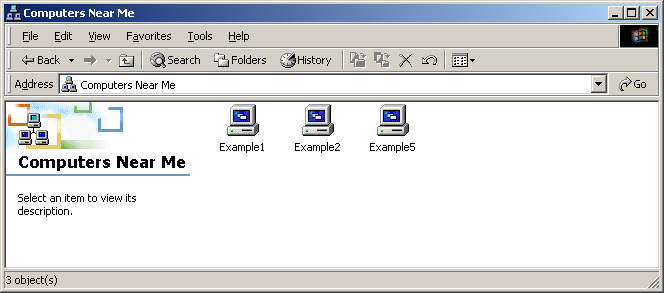 Computers Near Me
File Edit View Favorites Tools Help
Back Search Folders History
Address Computers Near Me Go
Example1 Example2 Example5
Computers Near Me
Select an item to view its
description.
3 object(s)